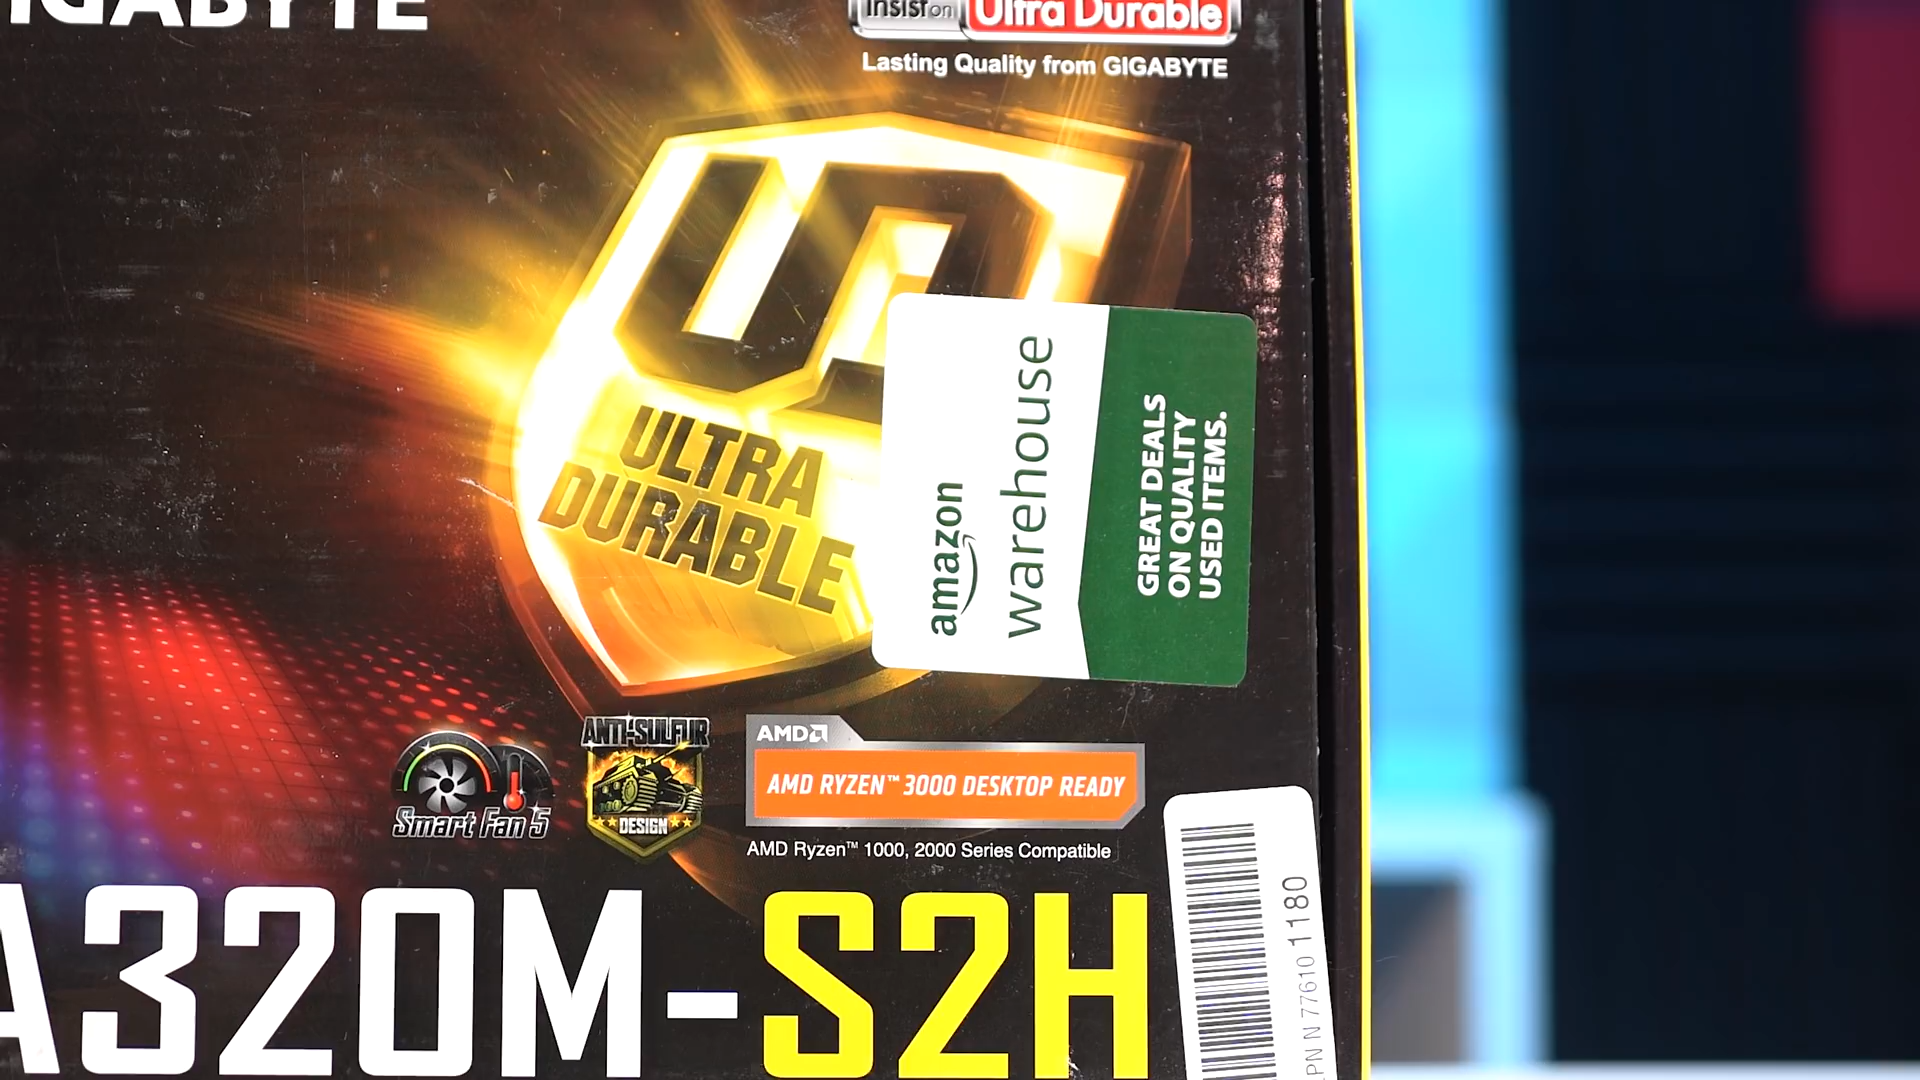 GIGABYTE
Insist on Ultra Durable
Lasting Quality from GIGABYTE
ULTRA
DURABLE
amazon
warehouse
GREAT DEALS
ON QUALITY
USED ITEMS.
Smart Fan 5
ANTI-SULFUR
DESIGN
AMD
AMD RYZEN™ 3000 DESKTOP READY
AMD Ryzen™ 1000, 2000 Series Compatible
A320M-S2H
LPN N 77610 1180